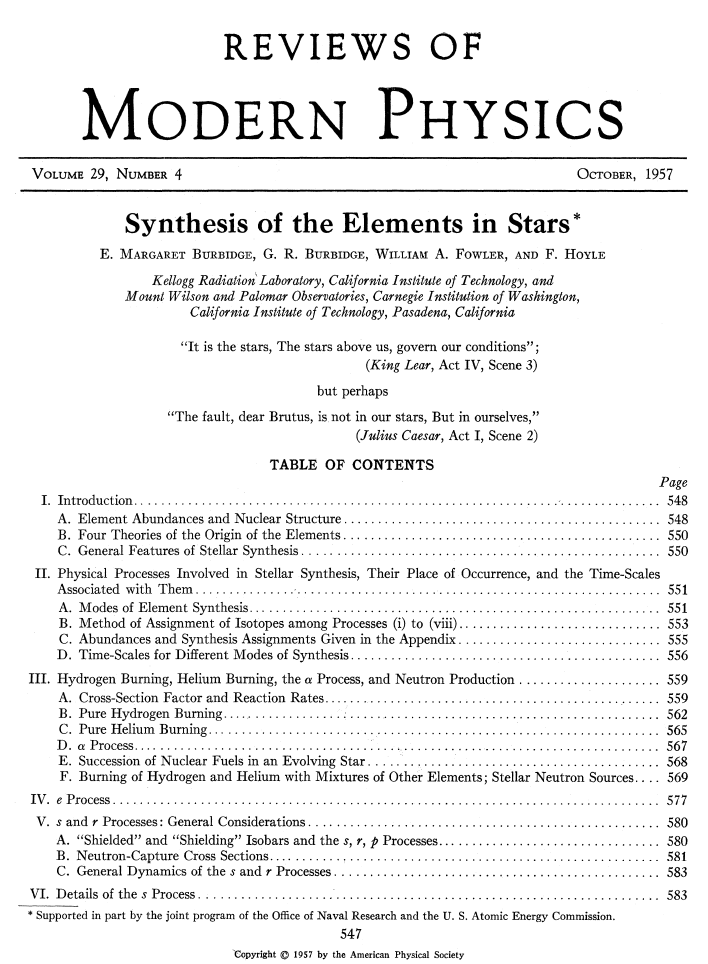 REVIEWS OF
MODERN PHYSICS
VOLUME 29, NUMBER 4 OCTOBER, 1957
Synthesis of the Elements in Stars*
E. MARGARET BURBIDGE, G. R. BURBIDGE, WILLIAM A. FOWLER, AND F. HOYLE
Kellogg Radiation Laboratory, California Institute of Technology, and
Mount Wilson and Palomar Observatories, Carnegie Institution of Washington,
California Institute of Technology, Pasadena, California
"It is the stars, The stars above us, govern our conditions";
(King Lear, Act IV, Scene 3)
but perhaps
"The fault, dear Brutus, is not in our stars, But in ourselves,"
(Julius Caesar, Act I, Scene 2)
TABLE OF CONTENTS
Page
I. Introduction 548
A. Element Abundances and Nuclear Structure 548
B. Four Theories of the Origin of the Elements 550
C. General Features of Stellar Synthesis 550
II. Physical Processes Involved in Stellar Synthesis, Their Place of Occurrence, and the Time-Scales
Associated with Them 551
A. Modes of Element Synthesis 551
B. Method of Assignment of Isotopes among Processes (i) to (viii) 553
C. Abundances and Synthesis Assignments Given in the Appendix 555
D. Time-Scales for Different Modes of Synthesis 556
III. Hydrogen Burning, Helium Burning, the α Process, and Neutron Production 559
A. Cross-Section Factor and Reaction Rates 559
B. Pure Hydrogen Burning 562
C. Pure Helium Burning 565
D. α Process 567
E. Succession of Nuclear Fuels in an Evolving Star 568
F. Burning of Hydrogen and Helium with Mixtures of Other Elements; Stellar Neutron Sources 569
IV. e Process 577
V. s and r Processes: General Considerations 580
A. "Shielded" and "Shielding" Isobars and the s, r, p Processes 580
B. Neutron-Capture Cross Sections 581
C. General Dynamics of the s and r Processes 583
VI. Details of the s Process 583
* Supported in part by the joint program of the Office of Naval Research and the U. S. Atomic Energy Commission.
547
Copyright © 1957 by the American Physical Society